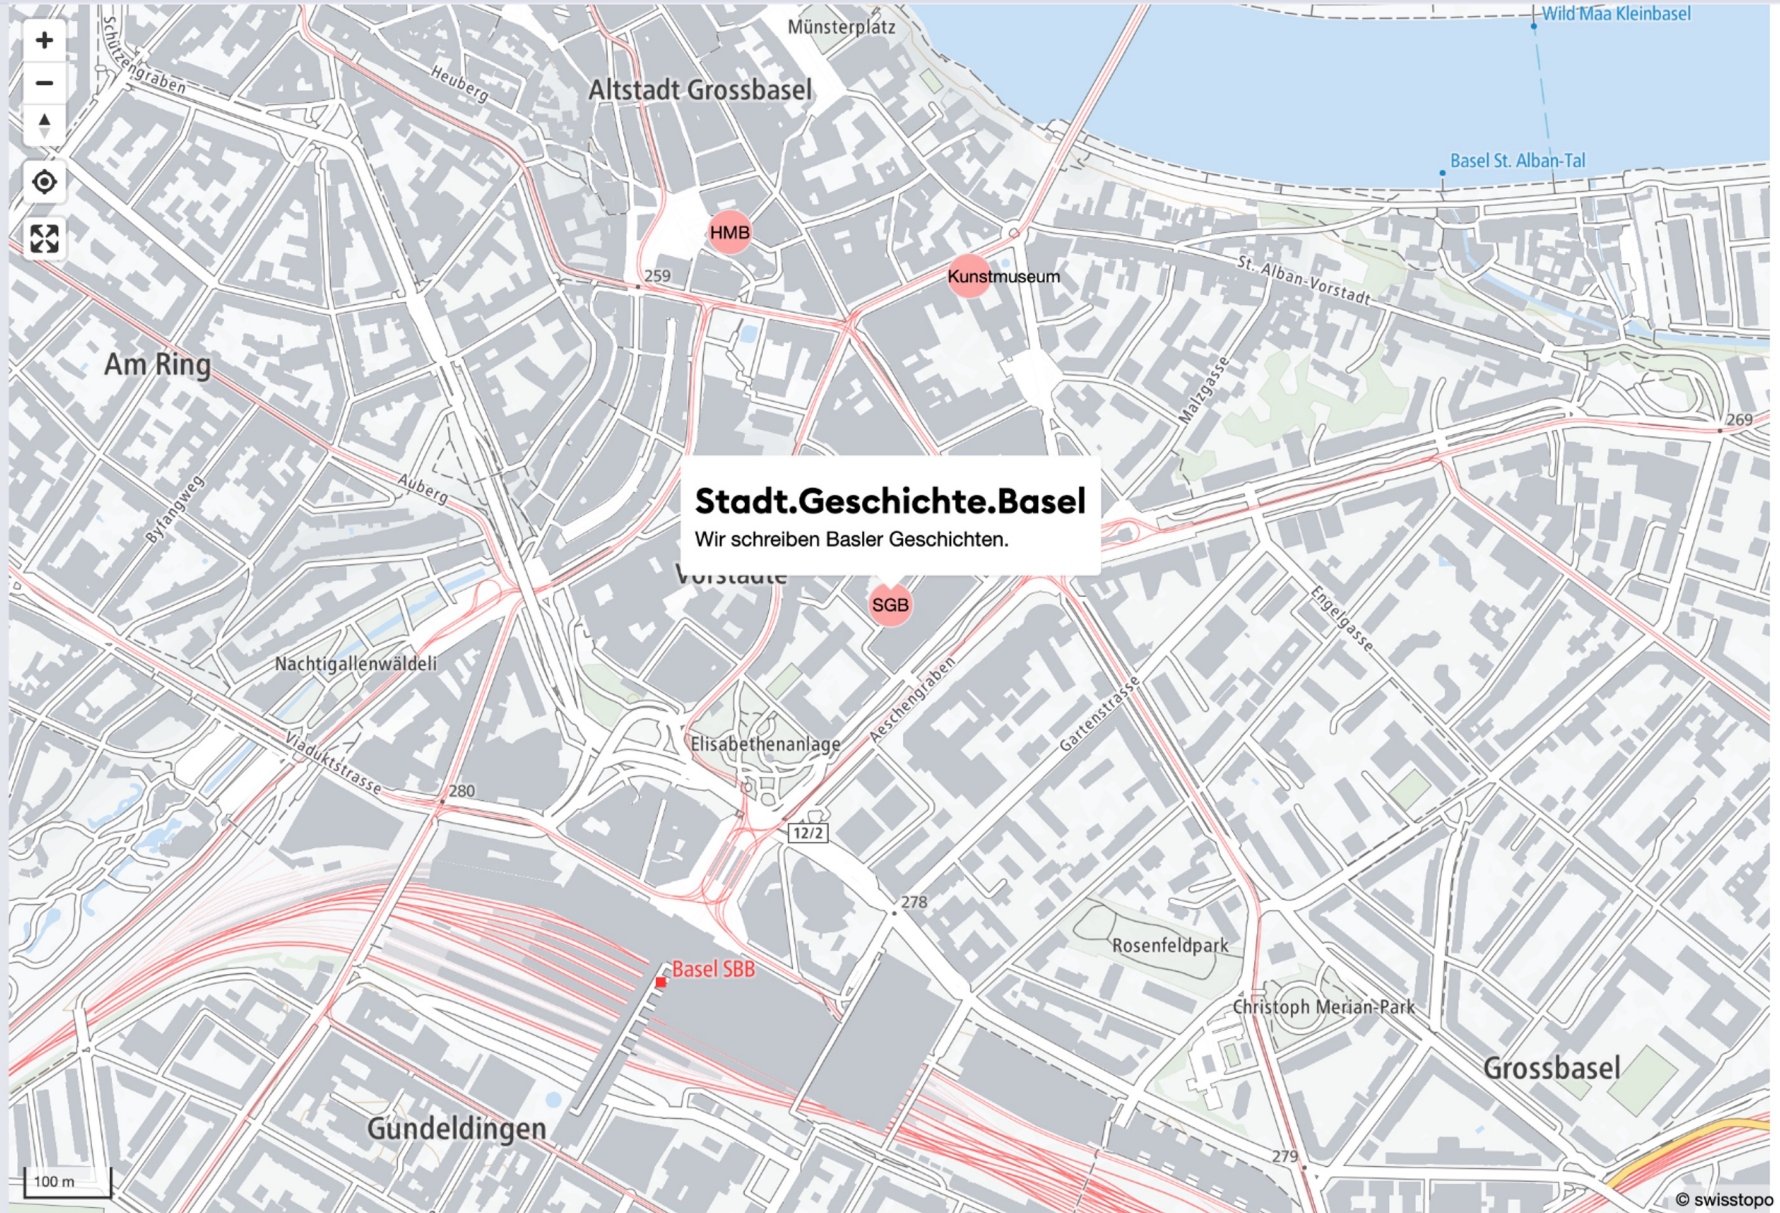 Wild Maa Kleinbasel
Münsterplatz
Schützengraben
Heuberg
Altstadt Grossbasel
Basel St. Alban-Tal
HMB
Kunstmuseum
259
St. Alban-Vorstadt
Am Ring
Malzgasse
269
Auberg
Byfangweg
Stadt.Geschichte.Basel
Wir schreiben Basler Geschichten.
Vorstädte
SGB
Engelgasse
Nachtigallenwäldeli
Aeschengraben
Gartenstrasse
Elisabethenanlage
Viaduktstrasse
280
12/2
278
Rosenfeldpark
Basel SBB
Christoph Merian-Park
Grossbasel
Gundeldingen
279
100 m
© swisstopo